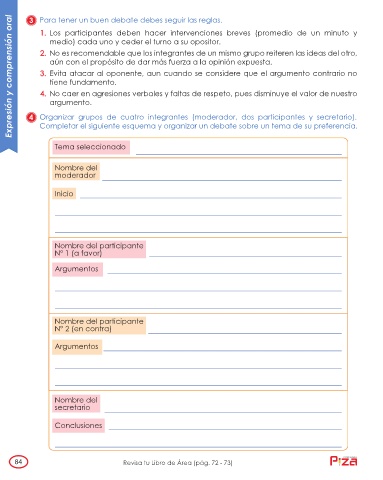 Expresión y comprensión oral
3 Para tener un buen debate debes seguir las reglas.
1. Los participantes deben hacer intervenciones breves (promedio de un minuto y
medio) cada uno y ceder el turno a su opositor.
2. No es recomendable que los integrantes de un mismo grupo reiteren las ideas del otro,
aún con el propósito de dar más fuerza a la opinión expuesta.
3. Evita atacar al oponente, aun cuando se considere que el argumento contrario no
tiene fundamento.
4. No caer en agresiones verbales y faltas de respeto, pues disminuye el valor de nuestro
argumento.
4 Organizar grupos de cuatro integrantes (moderador, dos participantes y secretario).
Completar el siguiente esquema y organizar un debate sobre un tema de su preferencia.
Tema seleccionado
Nombre del
moderador
Inicio
Nombre del participante
Nº 1 (a favor)
Argumentos
Nombre del participante
Nº 2 (en contra)
Argumentos
Nombre del
secretario
Conclusiones
84
Revisa tu Libro de Área (pág. 72 - 73)